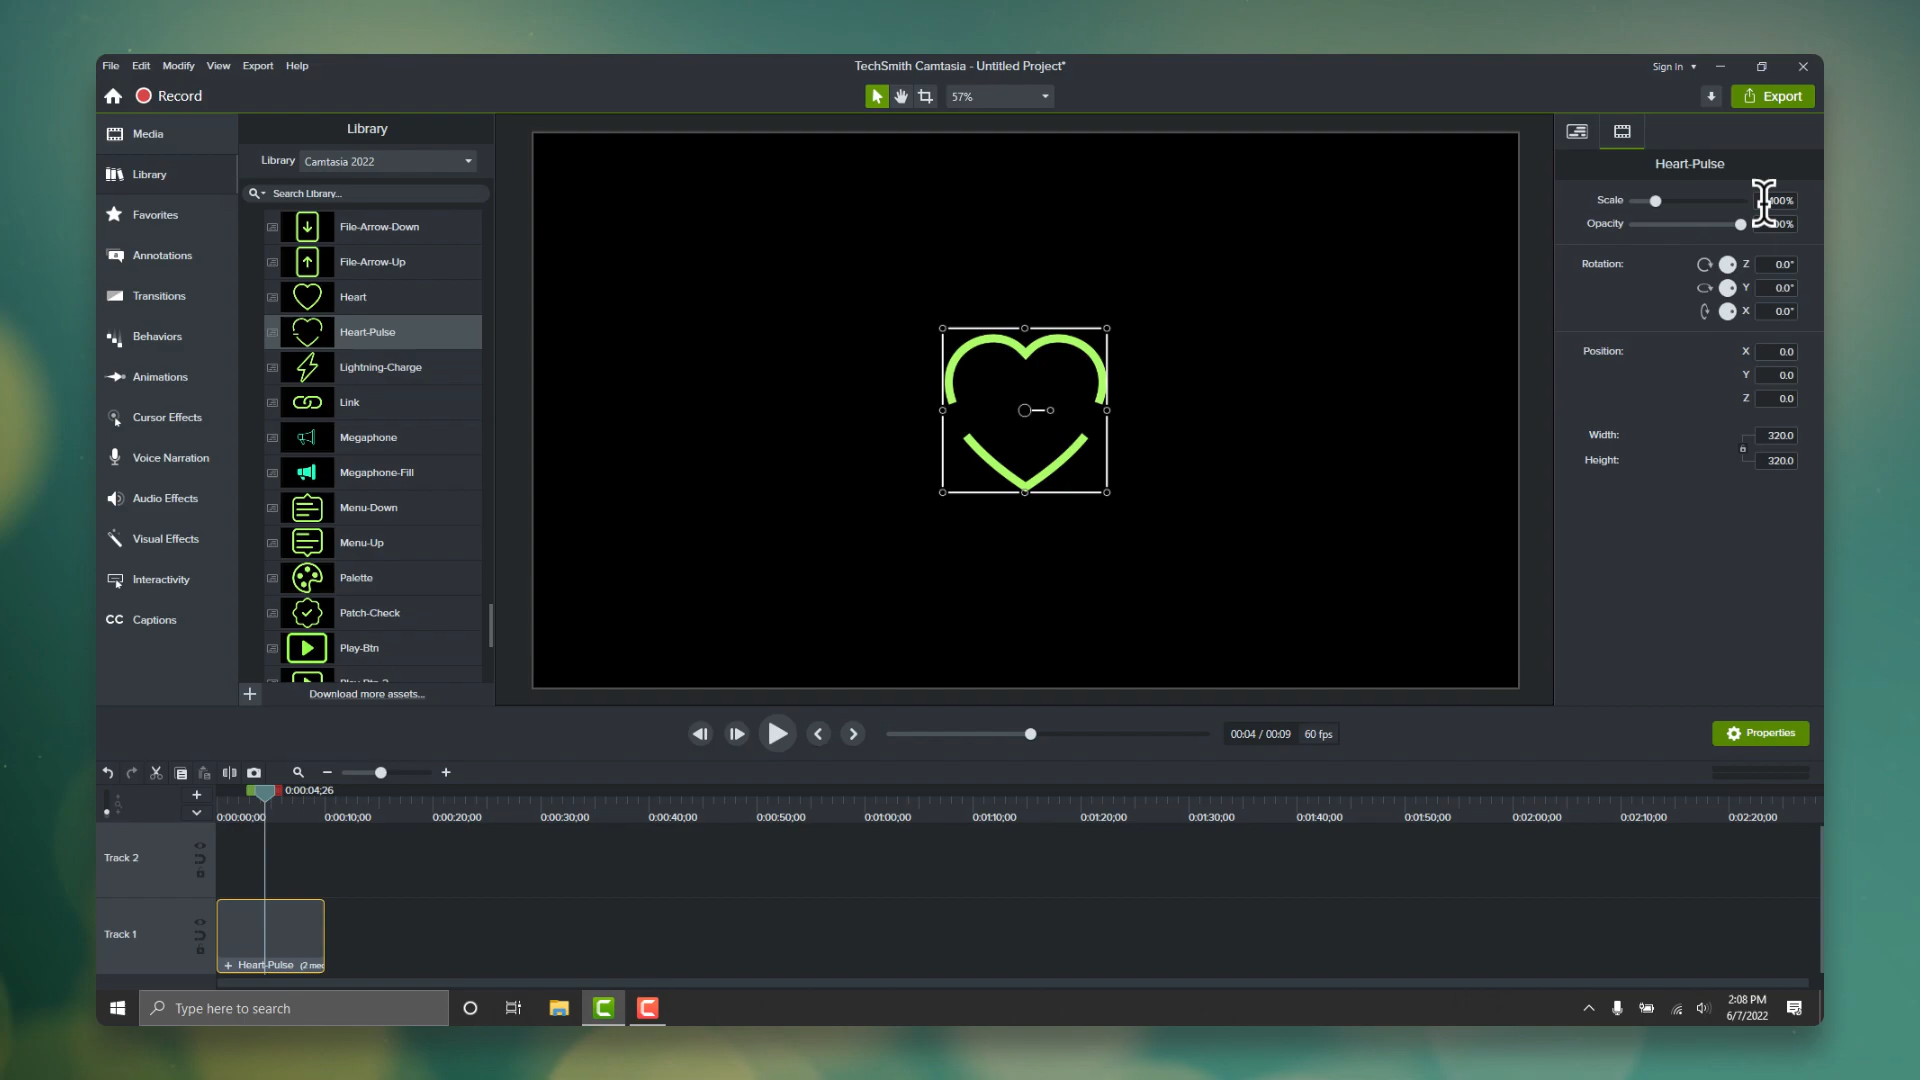 File Edit Modify View Export Help
TechSmith Camtasia - Untitled Project*
Sign In
Record
57%
Export
Media
Library
Favorites
Annotations
Transitions
Behaviors
Animations
Cursor Effects
Voice Narration
Audio Effects
Visual Effects
Interactivity
CC Captions
Library
Library Camtasia 2022
Search Library...
File-Arrow-Down
File-Arrow-Up
Heart
Heart-Pulse
Lightning-Charge
Link
Megaphone
Megaphone-Fill
Menu-Down
Menu-Up
Palette
Patch-Check
Play-Btn
Download more assets...
Heart-Pulse
Scale 100%
Opacity
Rotation: Z 0.0°
Y 0.0°
X 0.0°
Position: X 0.0
Y 0.0
Z 0.0
Width: 320.0
Height: 320.0
00:04 / 00:09 60 fps
Properties
0:00:04;26
0:00:00;00 0:00:10;00 0:00:20;00 0:00:30;00 0:00:40;00 0:00:50;00 0:01:00;00 0:01:10;00 0:01:20;00 0:01:30;00 0:01:40;00 0:01:50;00 0:02:00;00 0:02:10;00 0:02:20;00
Track 2
Track 1
+ Heart-Pulse (2 med
Type here to search
2:08 PM
6/7/2022